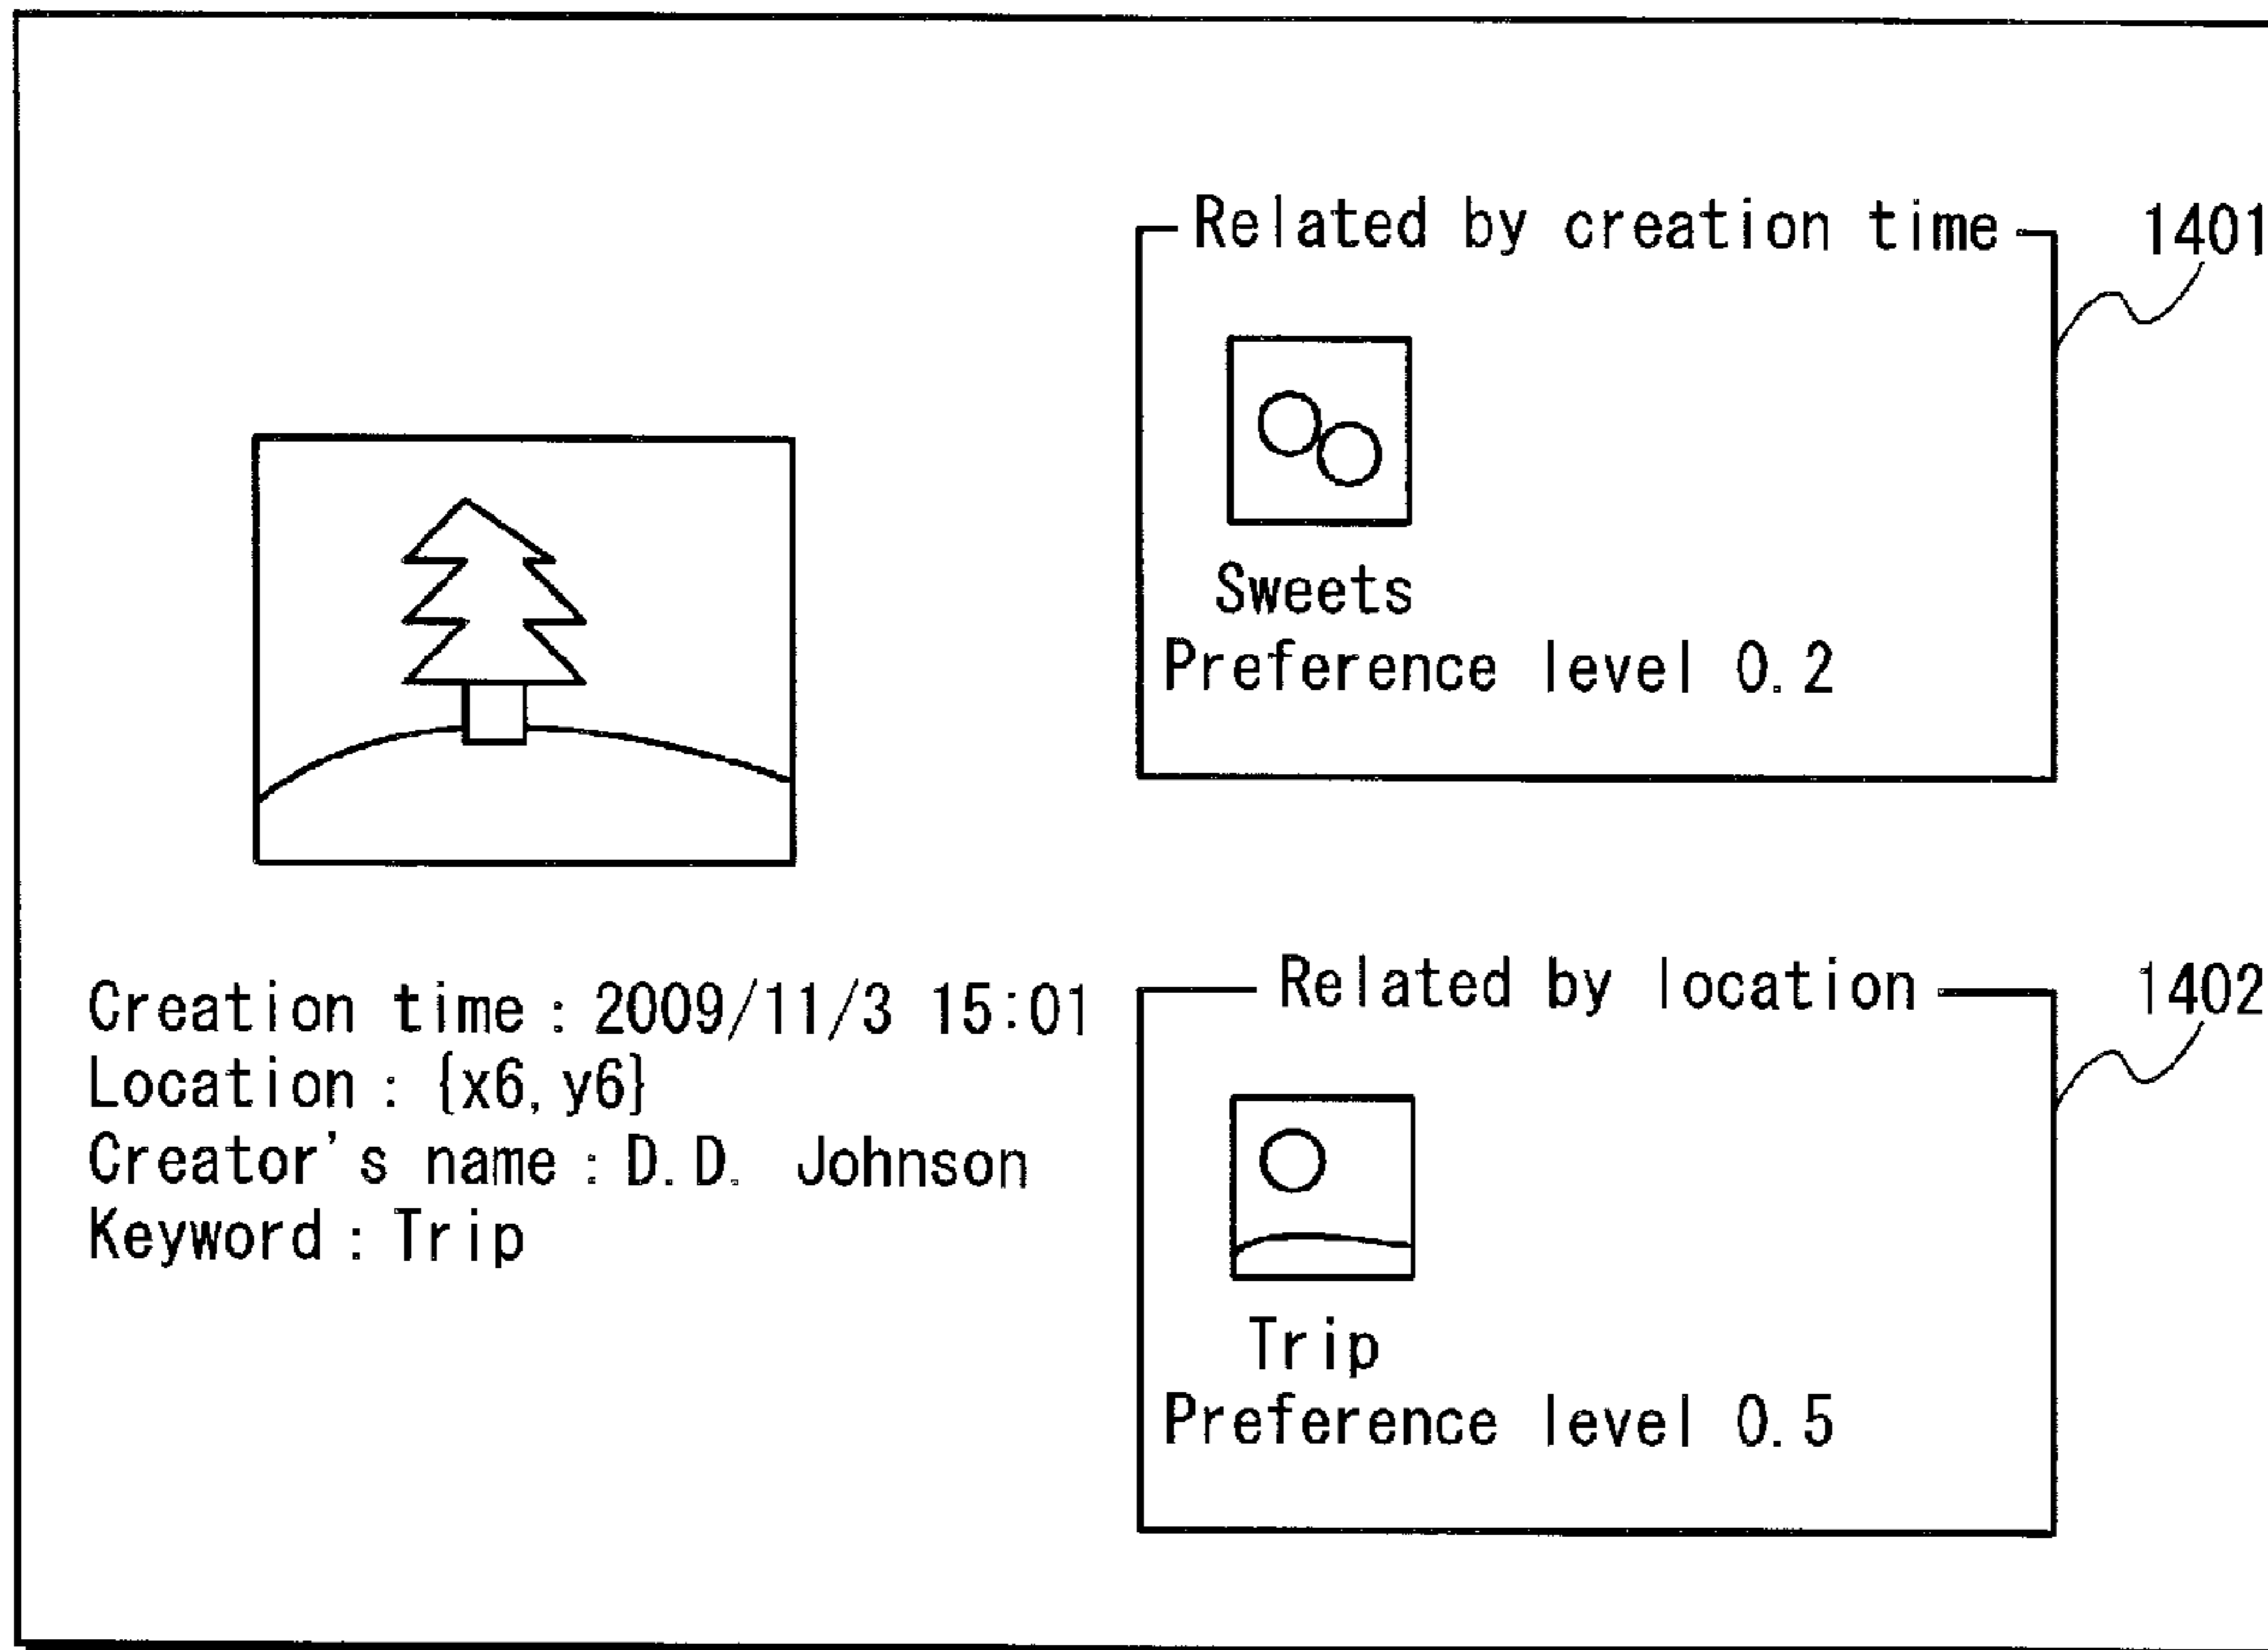 Related by creation time
1401
Sweets
Preference level 0.2
Creation time : 2009/11/3 15:01
Location : {x6, y6}
Creator's name : D.D. Johnson
Keyword : Trip
Related by location
1402
Trip
Preference level 0.5